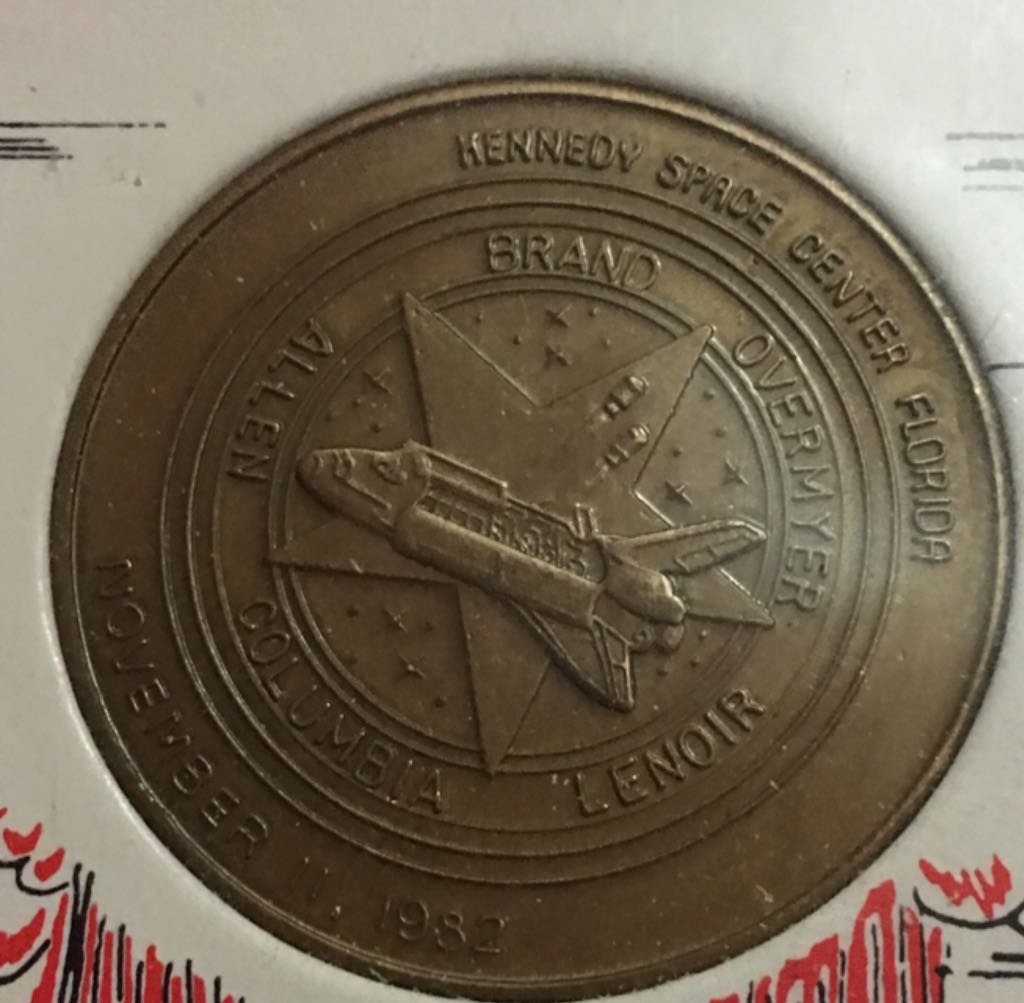 KENNEDY SPACE CENTER FLORIDA
BRAND
OVERMYER
LENOIR
COLUMBIA
ALLEN
NOVEMBER 11, 1982